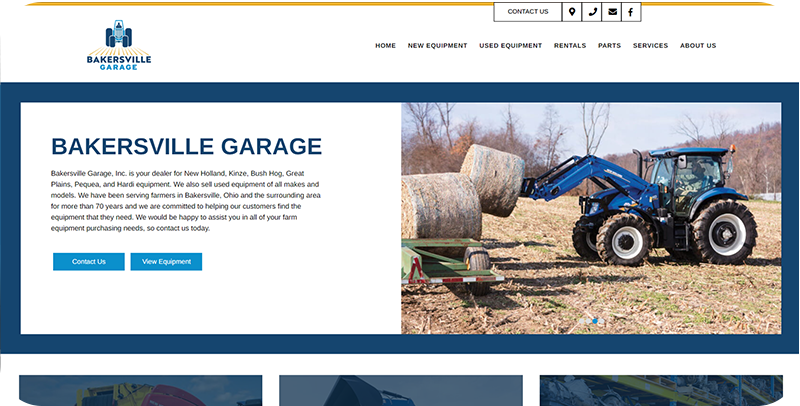 CONTACT US
BAKERSVILLE
GARAGE
HOME NEW EQUIPMENT USED EQUIPMENT RENTALS PARTS SERVICES ABOUT US
BAKERSVILLE GARAGE
Bakersville Garage, Inc. is your dealer for New Holland, Kinze, Bush Hog, Great
Plains, Pequea, and Hardi equipment. We also sell used equipment of all makes and
models. We have been serving farmers in Bakersville, Ohio and the surrounding area
for more than 70 years and we are committed to helping our customers find the
equipment that they need. We would be happy to assist you in all of your farm
equipment purchasing needs, so contact us today.
Contact Us View Equipment